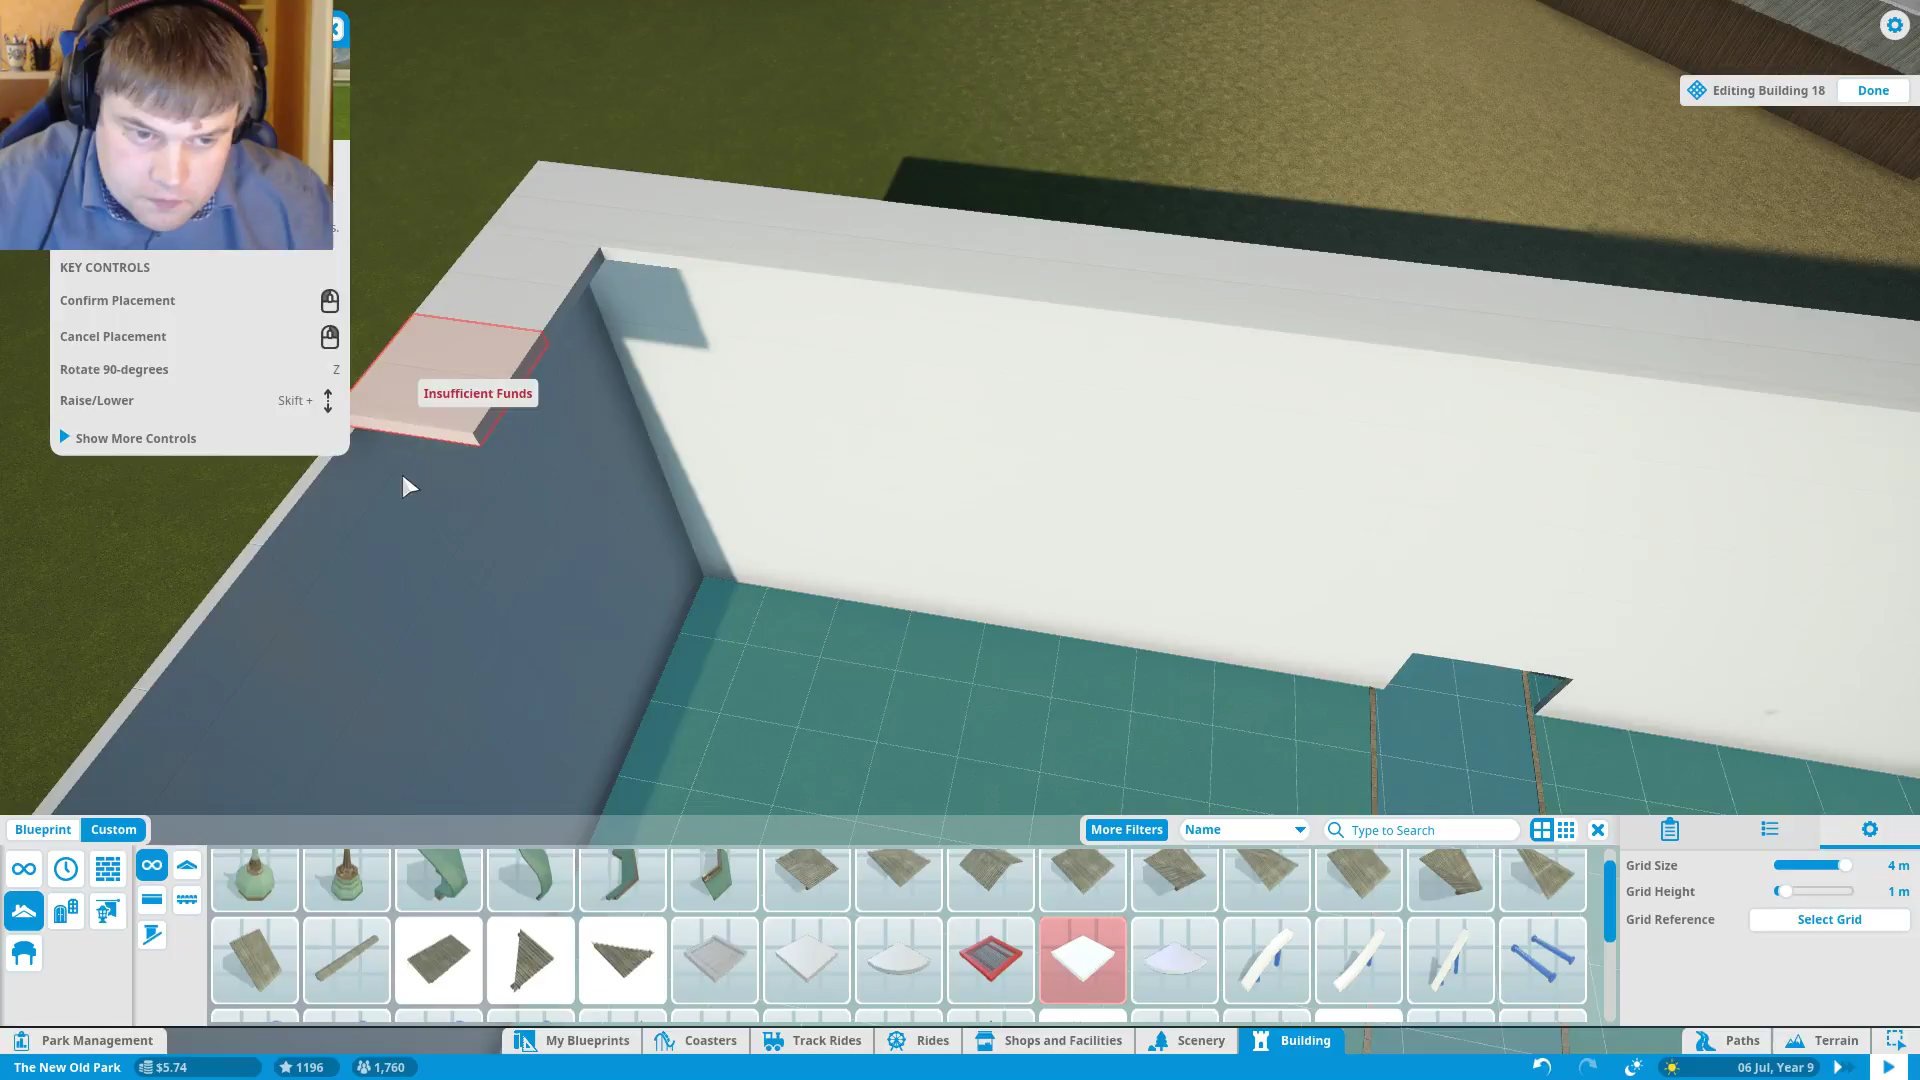 Editing Building 18 Done
s.
KEY CONTROLS
Confirm Placement
Cancel Placement
Rotate 90-degrees Z
Raise/Lower Skift +
Show More Controls
Insufficient Funds
Blueprint Custom
More Filters Name Type to Search
Grid Size 4 m
Grid Height 1 m
Grid Reference Select Grid
Park Management My Blueprints Coasters Track Rides Rides Shops and Facilities Scenery Building Paths Terrain
The New Old Park $5.74 1196 1,760 06 Jul, Year 9